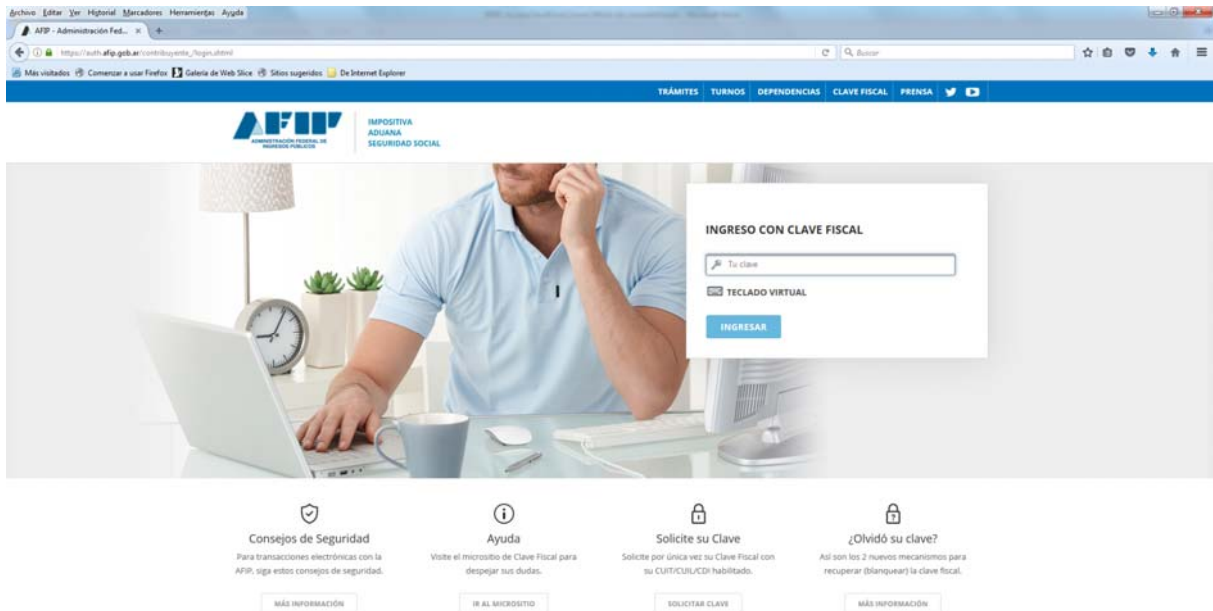 Archivo Editar Ver Historial Marcadores Herramientas Ayuda
AFIP - Administración Fed...
https://auth.afip.gob.ar/contribuyente_/login.xhtml
Buscar
Más visitados Comenzar a usar Firefox Galería de Web Slice Sitios sugeridos De Internet Explorer
TRÁMITES TURNOS DEPENDENCIAS CLAVE FISCAL PRENSA
AFIP
ADMINISTRACIÓN FEDERAL DE
INGRESOS PÚBLICOS
IMPOSITIVA
ADUANA
SEGURIDAD SOCIAL
INGRESO CON CLAVE FISCAL
Tu clave
TECLADO VIRTUAL
INGRESAR
Consejos de Seguridad
Para transacciones electrónicas con la
AFIP, siga estos consejos de seguridad.
MÁS INFORMACIÓN
Ayuda
Visite el micrositio de Clave Fiscal para
despejar sus dudas.
IR AL MICROSITIO
Solicite su Clave
Solicite por única vez su Clave Fiscal con
su CUIT/CUIL/CDI habilitado.
SOLICITAR CLAVE
¿Olvidó su clave?
Así son los 2 nuevos mecanismos para
recuperar (blanquear) la clave fiscal.
MÁS INFORMACIÓN